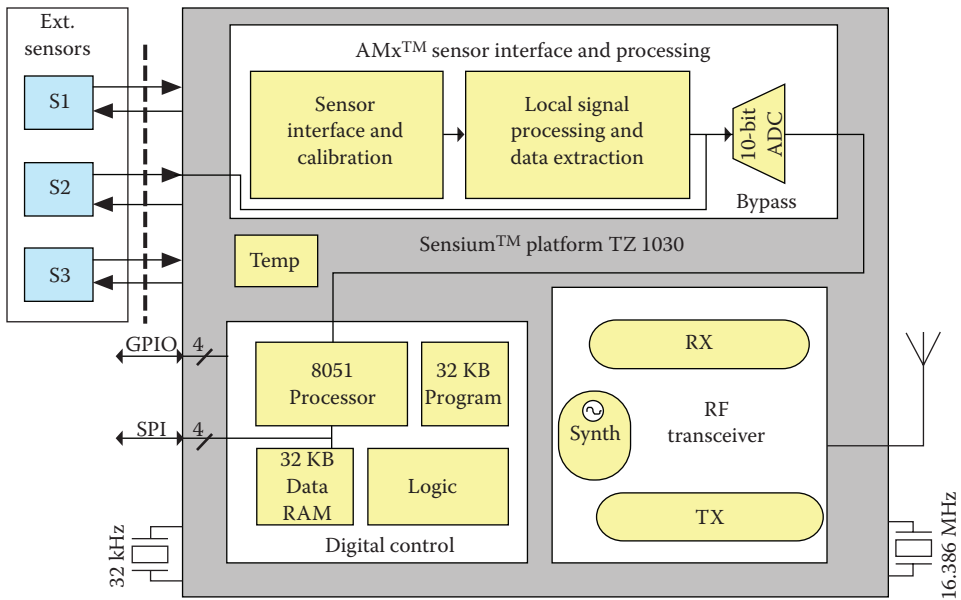 Ext.
sensors
S1
S2
S3
AMx™ sensor interface and processing
Sensor
interface and
calibration
Local signal
processing and
data extraction
10-bit
ADC
Bypass
Sensium™ platform TZ 1030
Temp
GPIO
4
SPI
4
8051
Processor
32 KB
Program
32 KB
Data
RAM
Logic
Digital control
RX
Synth
RF
transceiver
TX
32 kHz
16.386 MHz